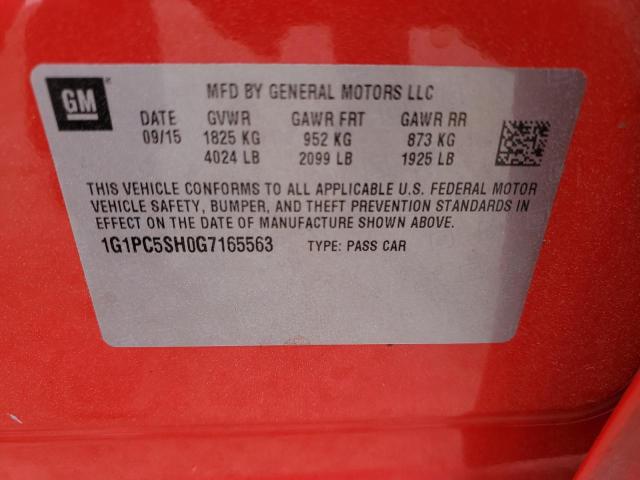 GM
MFD BY GENERAL MOTORS LLC
DATE GVWR GAWR FRT GAWR RR
09/15 1825 KG 952 KG 873 KG
4024 LB 2099 LB 1925 LB
THIS VEHICLE CONFORMS TO ALL APPLICABLE U.S. FEDERAL MOTOR
VEHICLE SAFETY, BUMPER, AND THEFT PREVENTION STANDARDS IN
EFFECT ON THE DATE OF MANUFACTURE SHOWN ABOVE.
1G1PC5SH0G7165563 TYPE: PASS CAR